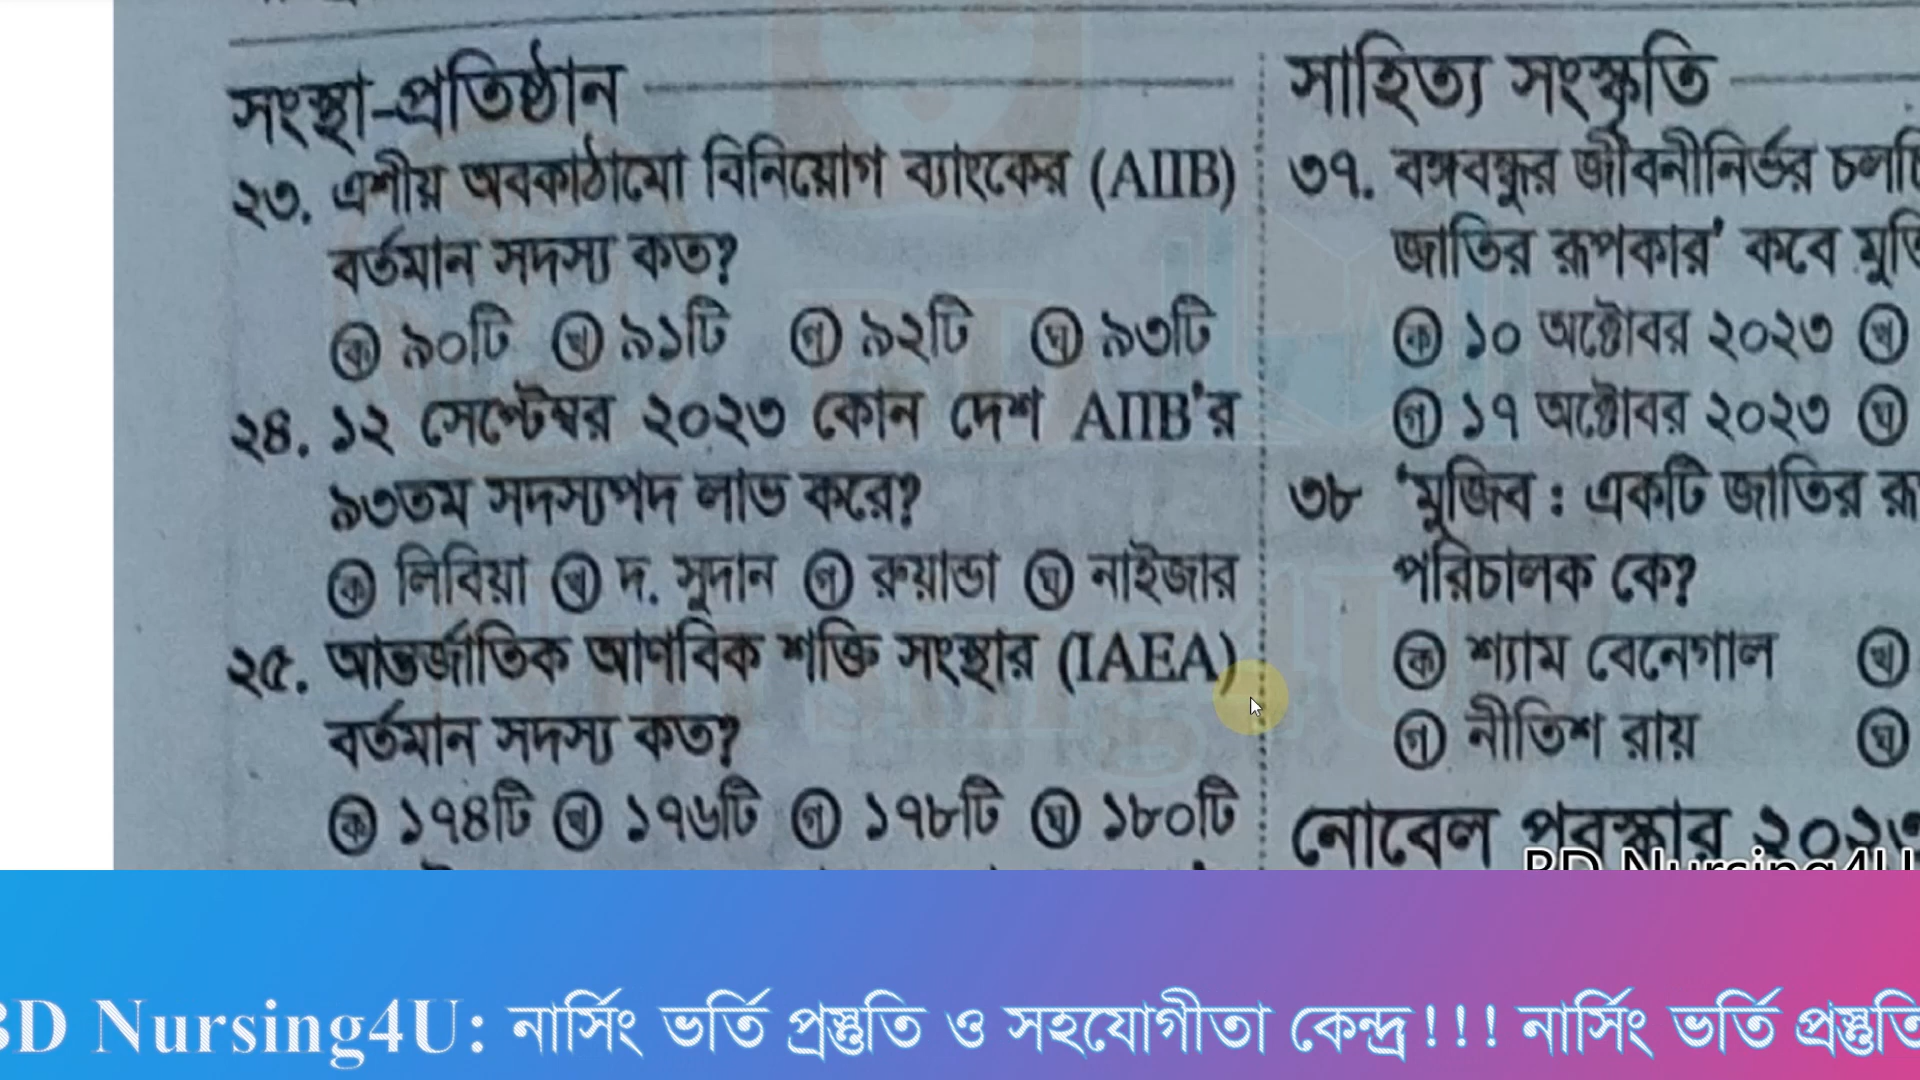 সংস্থা-প্রতিষ্ঠান
২৩. এশীয় অবকাঠামো বিনিয়োগ ব্যাংকের (AIIB)
বর্তমান সদস্য কত?
ক ৯০টি খ ৯১টি গ ৯২টি ঘ ৯৩টি
২৪. ১২ সেপ্টেম্বর ২০২৩ কোন দেশ AIIB'র
৯৩তম সদস্যপদ লাভ করে?
ক লিবিয়া খ দ. সুদান গ রুয়ান্ডা ঘ নাইজার
২৫. আন্তর্জাতিক আণবিক শক্তি সংস্থার (IAEA)
বর্তমান সদস্য কত?
ক ১৭৪টি খ ১৭৬টি গ ১৭৮টি ঘ ১৮০টি
সাহিত্য সংস্কৃতি
৩৭. বঙ্গবন্ধুর জীবনীনির্ভর
জাতির রূপকার' কবে
ক ১০ অক্টোবর ২০২৩ খ
গ ১৭ অক্টোবর ২০২৩ ঘ
৩৮ 'মুজিব : একটি জাতির
পরিচালক কে?
ক শ্যাম বেনেগাল খ
গ নীতিশ রায় ঘ
নোবেল পুরস্কার ২০২৩
BD Nursing4U
BD Nursing4U: নার্সিং ভর্তি প্রস্তুতি ও সহযোগীতা কেন্দ্র!!! নার্সিং ভর্তি প্রস্তুতি